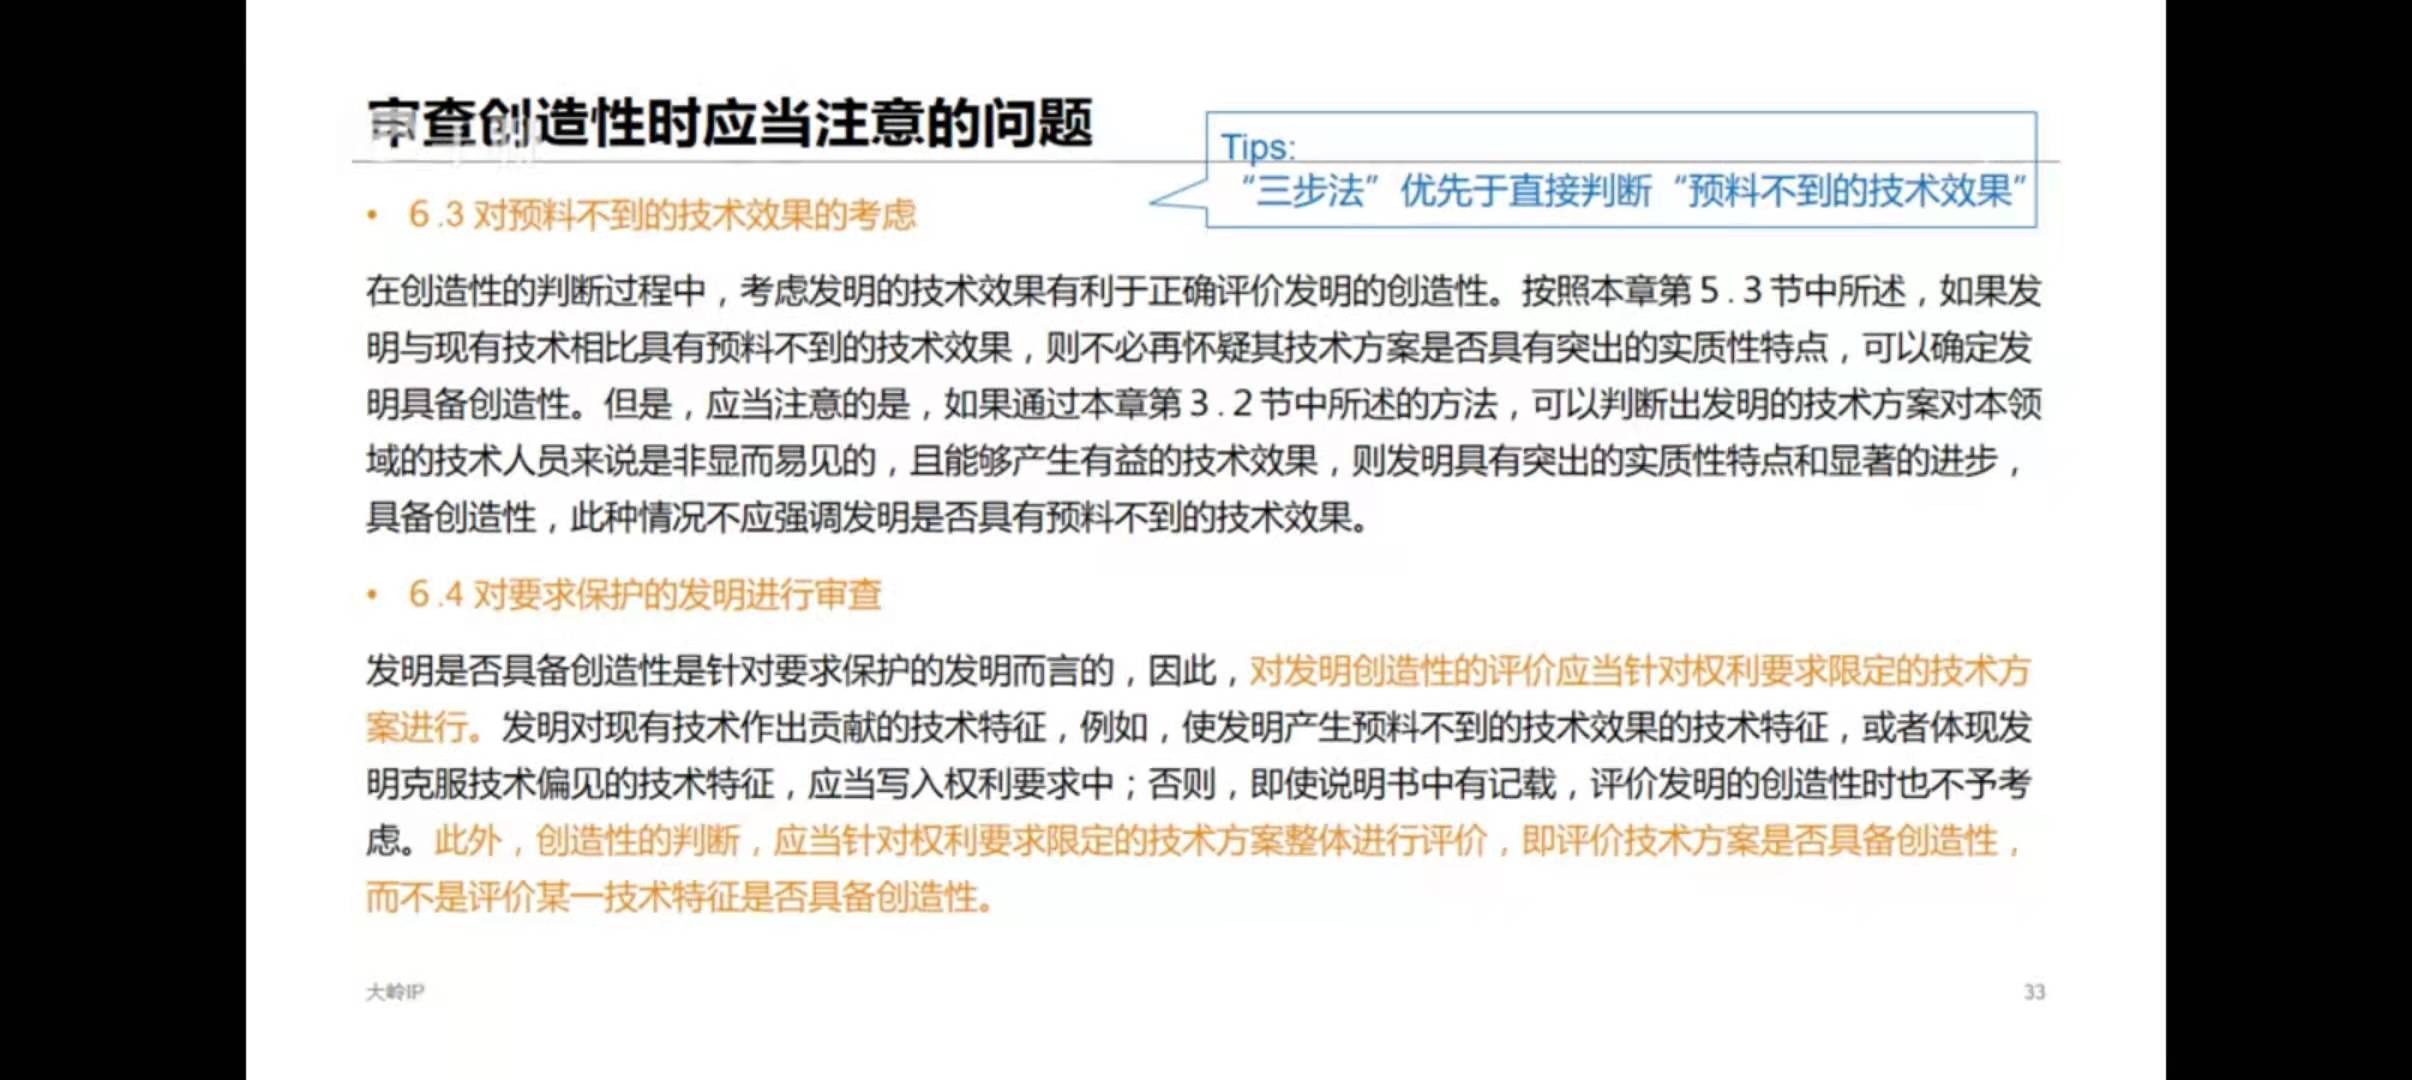 审查创造性时应当注意的问题
Tips:
“三步法”优先于直接判断“预料不到的技术效果”
• 6.3 对预料不到的技术效果的考虑
在创造性的判断过程中，考虑发明的技术效果有利于正确评价发明的创造性。按照本章第5.3节中所述，如果发
明与现有技术相比具有预料不到的技术效果，则不必再怀疑其技术方案是否具有突出的实质性特点，可以确定发
明具备创造性。但是，应当注意的是，如果通过本章第3.2节中所述的方法，可以判断出发明的技术方案对本领
域的技术人员来说是非显而易见的，且能够产生有益的技术效果，则发明具有突出的实质性特点和显著的进步，
具备创造性，此种情况不应强调发明是否具有预料不到的技术效果。
• 6.4 对要求保护的发明进行审查
发明是否具备创造性是针对要求保护的发明而言的，因此，对发明创造性的评价应当针对权利要求限定的技术方
案进行。发明对现有技术作出贡献的技术特征，例如，使发明产生预料不到的技术效果的技术特征，或者体现发
明克服技术偏见的技术特征，应当写入权利要求中；否则，即使说明书中有记载，评价发明的创造性时也不予考
虑。此外，创造性的判断，应当针对权利要求限定的技术方案整体进行评价，即评价技术方案是否具备创造性，
而不是评价某一技术特征是否具备创造性。
大岭IP
33